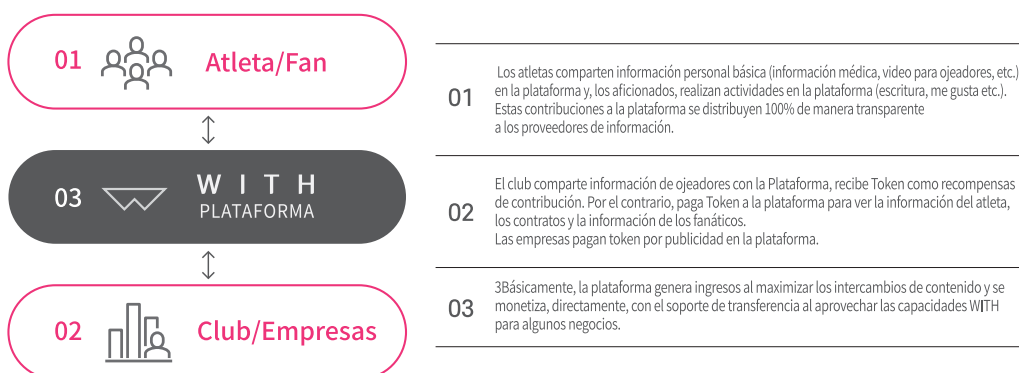 01 Atleta/Fan
03 W I T H
PLATAFORMA
02 Club/Empresas
01
Los atletas comparten información personal básica (información médica, video para ojeadores, etc.)
en la plataforma y, los aficionados, realizan actividades en la plataforma (escritura, me gusta etc.).
Estas contribuciones a la plataforma se distribuyen 100% de manera transparente
a los proveedores de información.
02
El club comparte información de ojeadores con la Plataforma, recibe Token como recompensas
de contribución. Por el contrario, paga Token a la plataforma para ver la información del atleta,
los contratos y la información de los fanáticos.
Las empresas pagan token por publicidad en la plataforma.
03
3Básicamente, la plataforma genera ingresos al maximizar los intercambios de contenido y se
monetiza, directamente, con el soporte de transferencia al aprovechar las capacidades WITH
para algunos negocios.